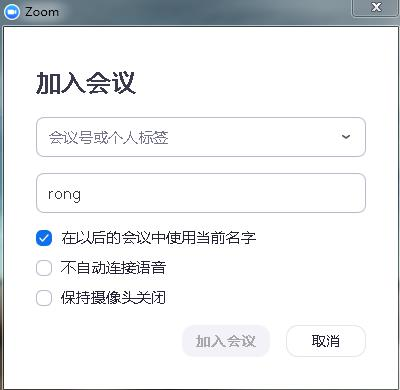 Zoom
加入会议
会议号或个人标签
rong
在以后的会议中使用当前名字
不自动连接语音
保持摄像头关闭
加入会议
取消